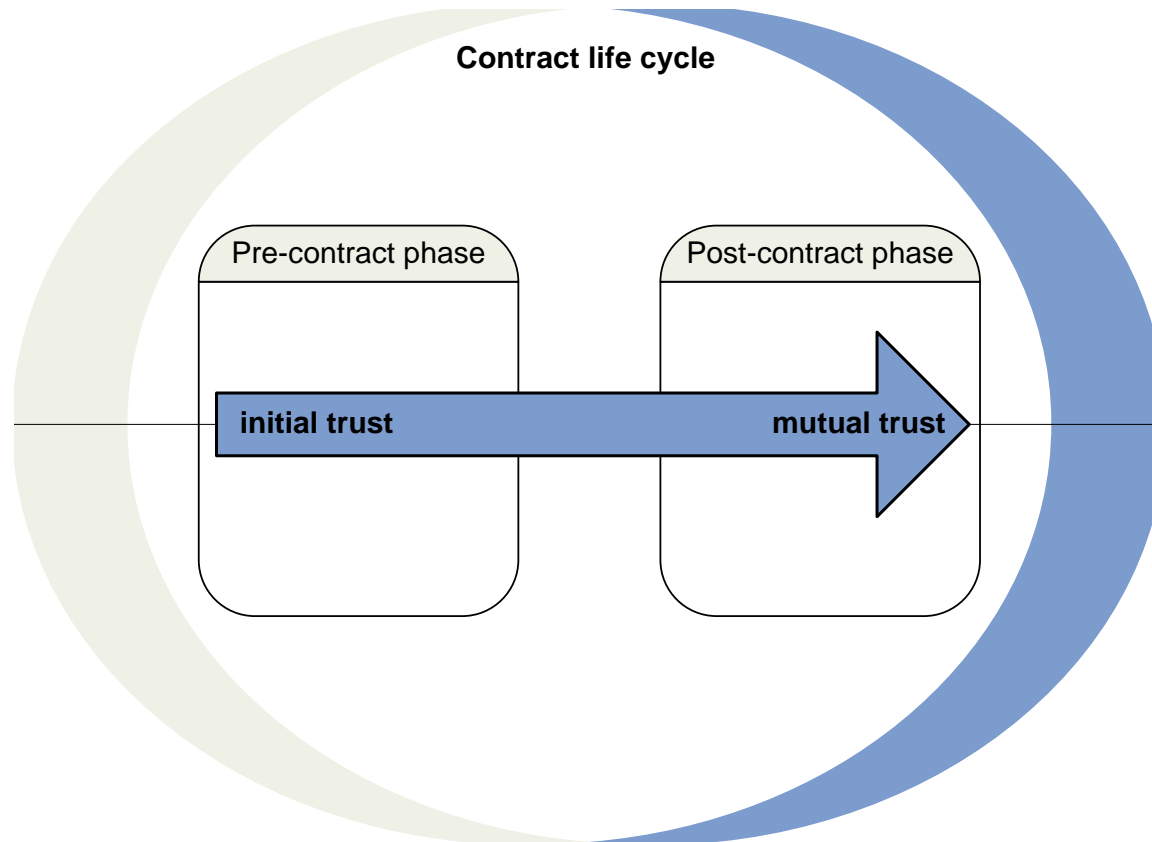 Contract life cycle
Pre-contract phase
Post-contract phase
initial trust
mutual trust